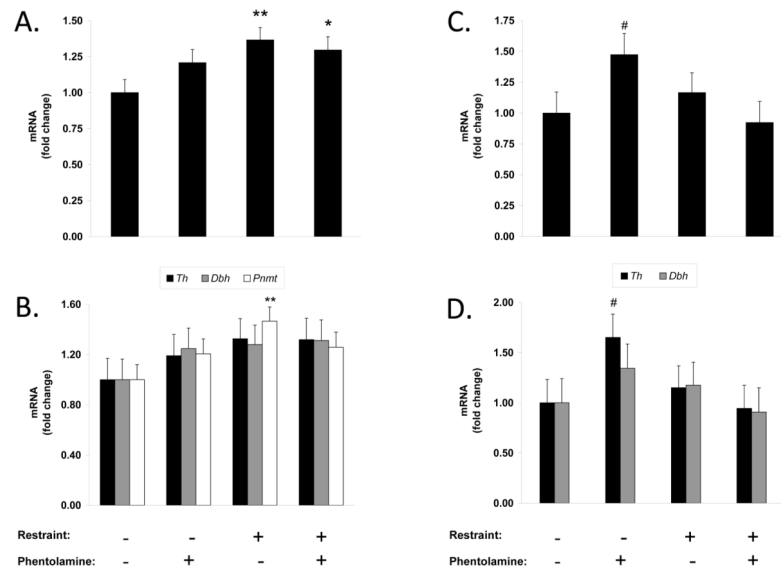 A.
mRNA
(fold change)
1.50
1.25
1.00
0.75
0.50
0.25
0.00
**
*
C.
mRNA
(fold change)
1.75
1.50
1.25
1.00
0.75
0.50
0.25
0.00
#
Th Dbh Pnmt
B.
mRNA
(fold change)
1.60
1.20
0.80
0.40
0.00
**
Th Dbh
D.
mRNA
(fold change)
2.00
1.50
1.00
0.50
0.00
#
Restraint: - - + +
Phentolamine: - + - +
Restraint: - - + +
Phentolamine: - + - +